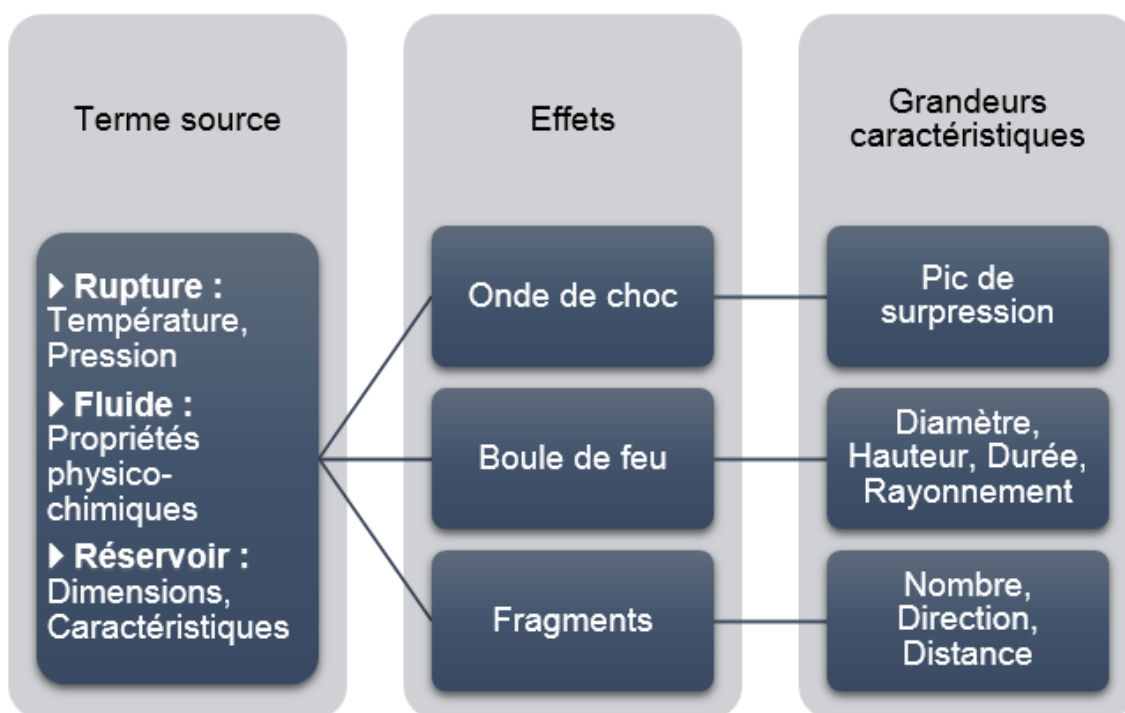 Terme source
▶ Rupture :
Température,
Pression
▶ Fluide :
Propriétés
physico-
chimiques
▶ Réservoir :
Dimensions,
Caractéristiques
Effets
Onde de choc
Boule de feu
Fragments
Grandeurs
caractéristiques
Pic de
surpression
Diamètre,
Hauteur, Durée,
Rayonnement
Nombre,
Direction,
Distance